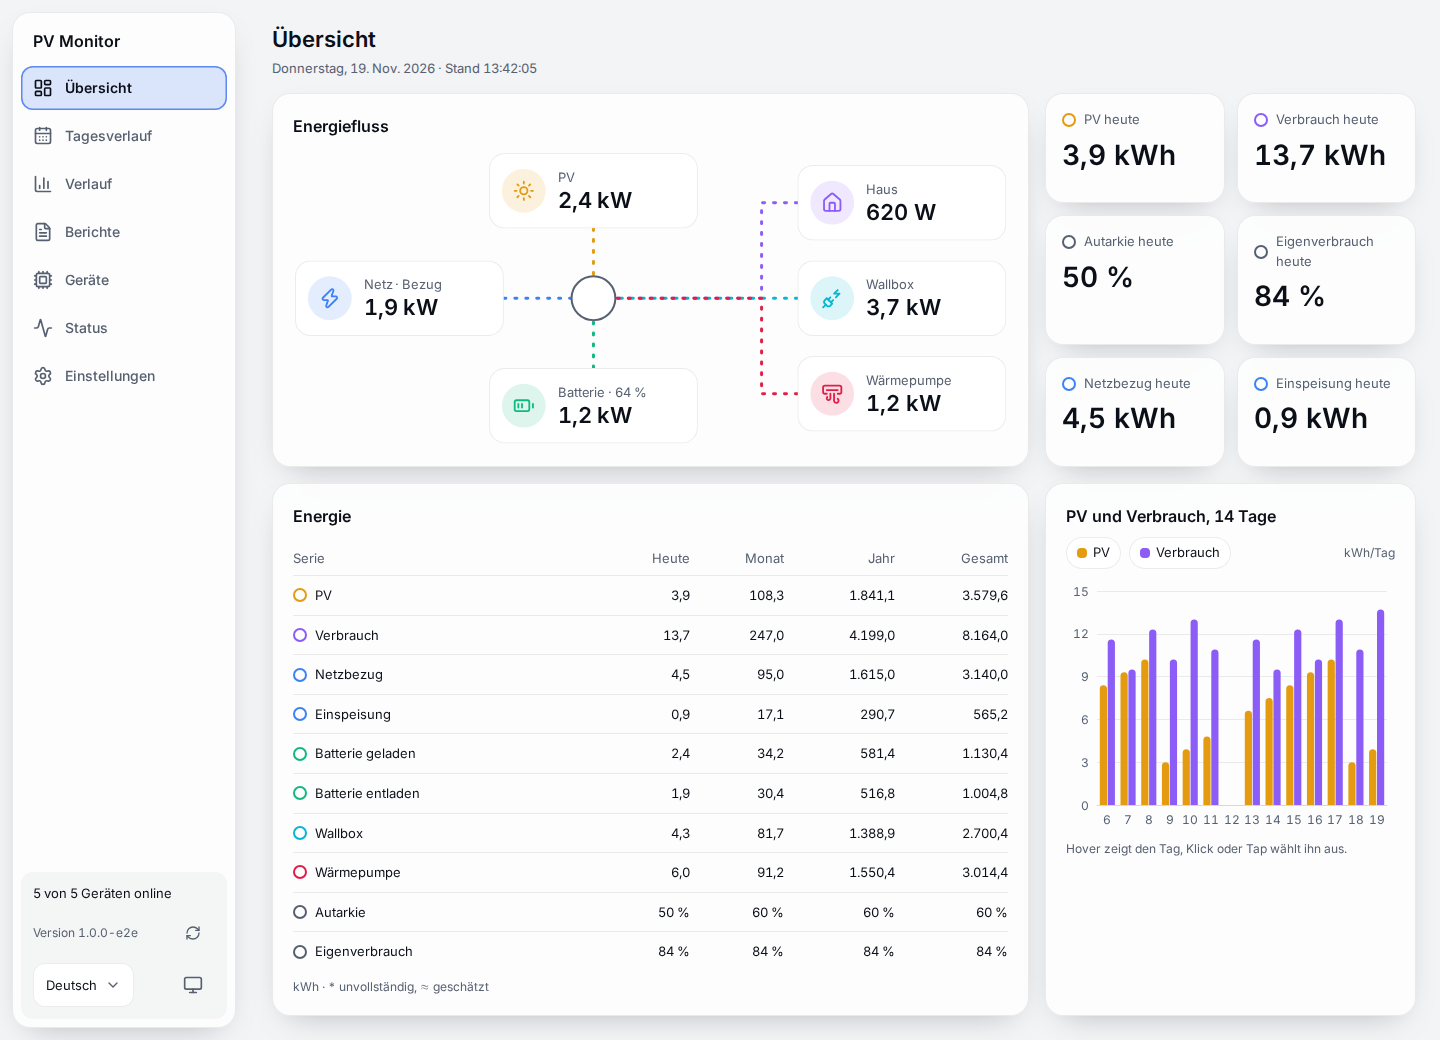 PV Monitor
Übersicht
Tagesverlauf
Verlauf
Berichte
Geräte
Status
Einstellungen
5 von 5 Geräten online
Version 1.0.0-e2e
Deutsch
Übersicht
Donnerstag, 19. Nov. 2026 · Stand 13:42:05
Energiefluss
PV
2,4 kW
Netz · Bezug
1,9 kW
Batterie · 64 %
1,2 kW
Haus
620 W
Wallbox
3,7 kW
Wärmepumpe
1,2 kW
PV heute
3,9 kWh
Verbrauch heute
13,7 kWh
Autarkie heute
50 %
Eigenverbrauch
heute
84 %
Netzbezug heute
4,5 kWh
Einspeisung heute
0,9 kWh
Energie
Serie Heute Monat Jahr Gesamt
PV 3,9 108,3 1.841,1 3.579,6
Verbrauch 13,7 247,0 4.199,0 8.164,0
Netzbezug 4,5 95,0 1.615,0 3.140,0
Einspeisung 0,9 17,1 290,7 565,2
Batterie geladen 2,4 34,2 581,4 1.130,4
Batterie entladen 1,9 30,4 516,8 1.004,8
Wallbox 4,3 81,7 1.388,9 2.700,4
Wärmepumpe 6,0 91,2 1.550,4 3.014,4
Autarkie 50 % 60 % 60 % 60 %
Eigenverbrauch 84 % 84 % 84 % 84 %
kWh · * unvollständig, ≈ geschätzt
PV und Verbrauch, 14 Tage
PV Verbrauch kWh/Tag
15
12
9
6
3
0
6 7 8 9 10 11 12 13 14 15 16 17 18 19
Hover zeigt den Tag, Klick oder Tap wählt ihn aus.